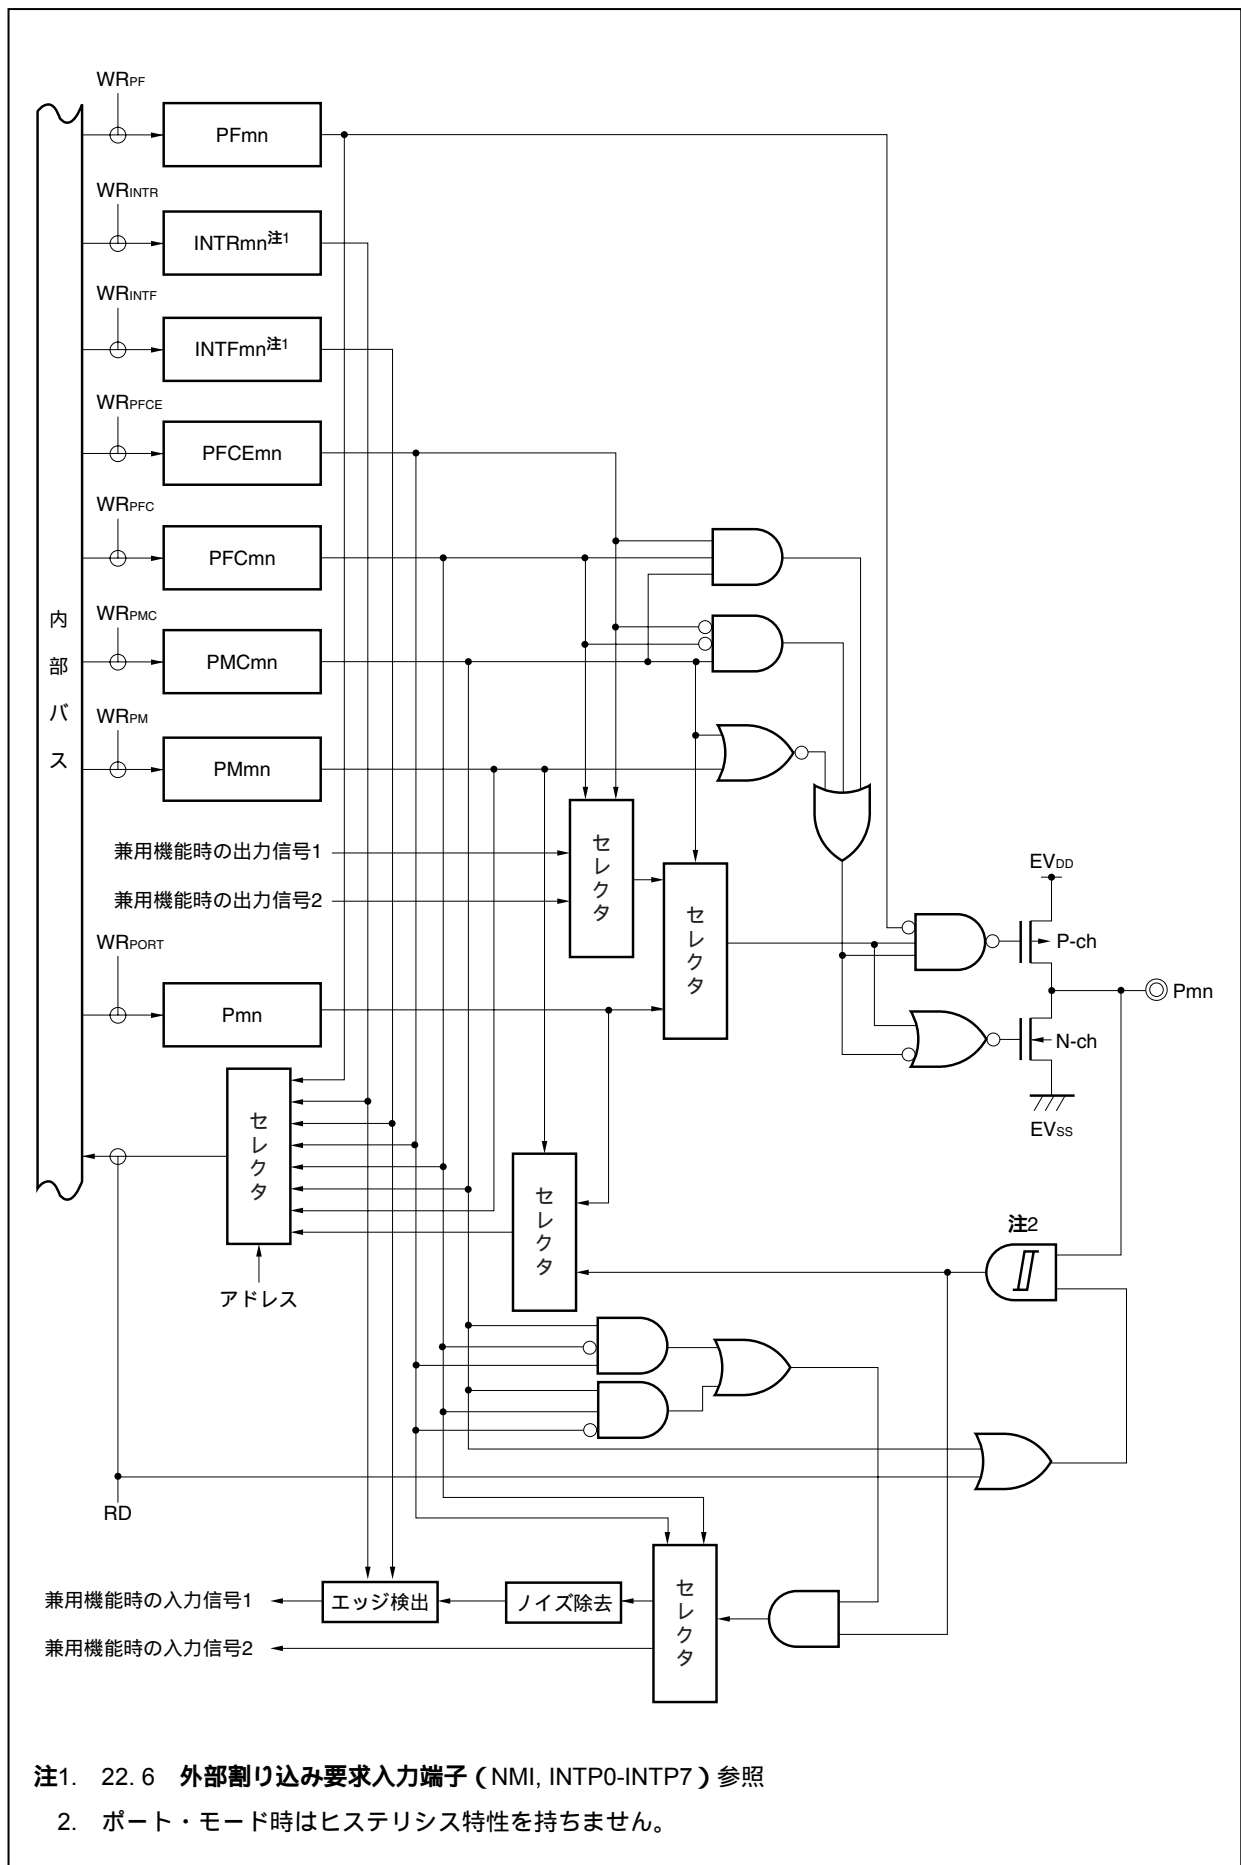 WRPF
PFmn
WRINTR
INTRmn注1
WRINTF
INTFmn注1
WRPFCE
PFCEmn
WRPFC
PFCmn
内部バス
WRPMC
PMCmn
WRPM
PMmn
兼用機能時の出力信号1
兼用機能時の出力信号2
セレクタ
セレクタ
EVDD
P-ch
Pmn
N-ch
EVSS
WRPORT
Pmn
セレクタ
アドレス
セレクタ
注2
RD
兼用機能時の入力信号1
エッジ検出
ノイズ除去
セレクタ
兼用機能時の入力信号2
注1. 22. 6 外部割り込み要求入力端子(NMI, INTP0-INTP7)参照
2. ポート・モード時はヒステリシス特性を持ちません。